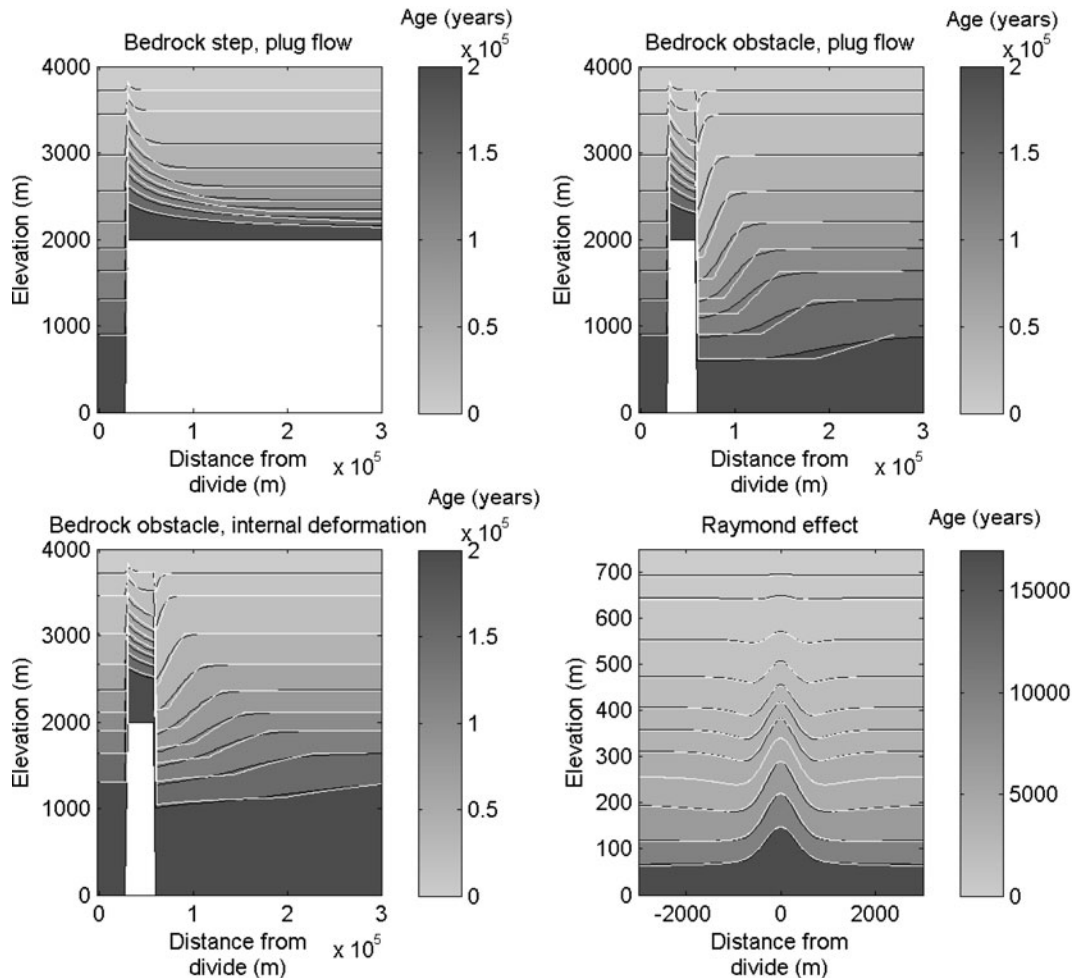 Age (years)
Bedrock step, plug flow
x 10^5
4000
3000
2000
1000
0
Elevation (m)
0
1
2
3
Distance from
x 10^5
divide (m)
2
1.5
1
0.5
0
Age (years)
Bedrock obstacle, plug flow
x 10^5
4000
3000
2000
1000
0
Elevation (m)
0
1
2
3
Distance from
x 10^5
divide (m)
2
1.5
1
0.5
0
Age (years)
Bedrock obstacle, internal deformation
x 10^5
4000
3000
2000
1000
0
Elevation (m)
0
1
2
3
Distance from
x 10^5
divide (m)
2
1.5
1
0.5
0
Raymond effect
Age (years)
700
600
500
400
300
200
100
0
Elevation (m)
-2000
0
2000
Distance from
divide (m)
15000
10000
5000
0